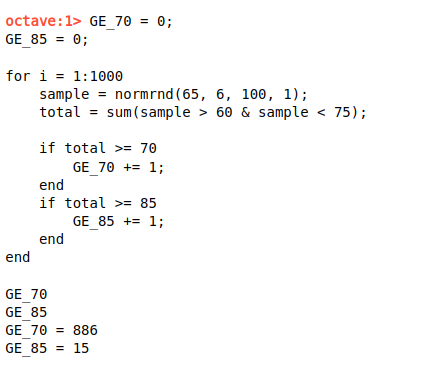 octave:1> GE_70 = 0;
GE_85 = 0;

for i = 1:1000
    sample = normrnd(65, 6, 100, 1);
    total = sum(sample > 60 & sample < 75);

    if total >= 70
        GE_70 += 1;
    end
    if total >= 85
        GE_85 += 1;
    end
end

GE_70
GE_85
GE_70 = 886
GE_85 = 15